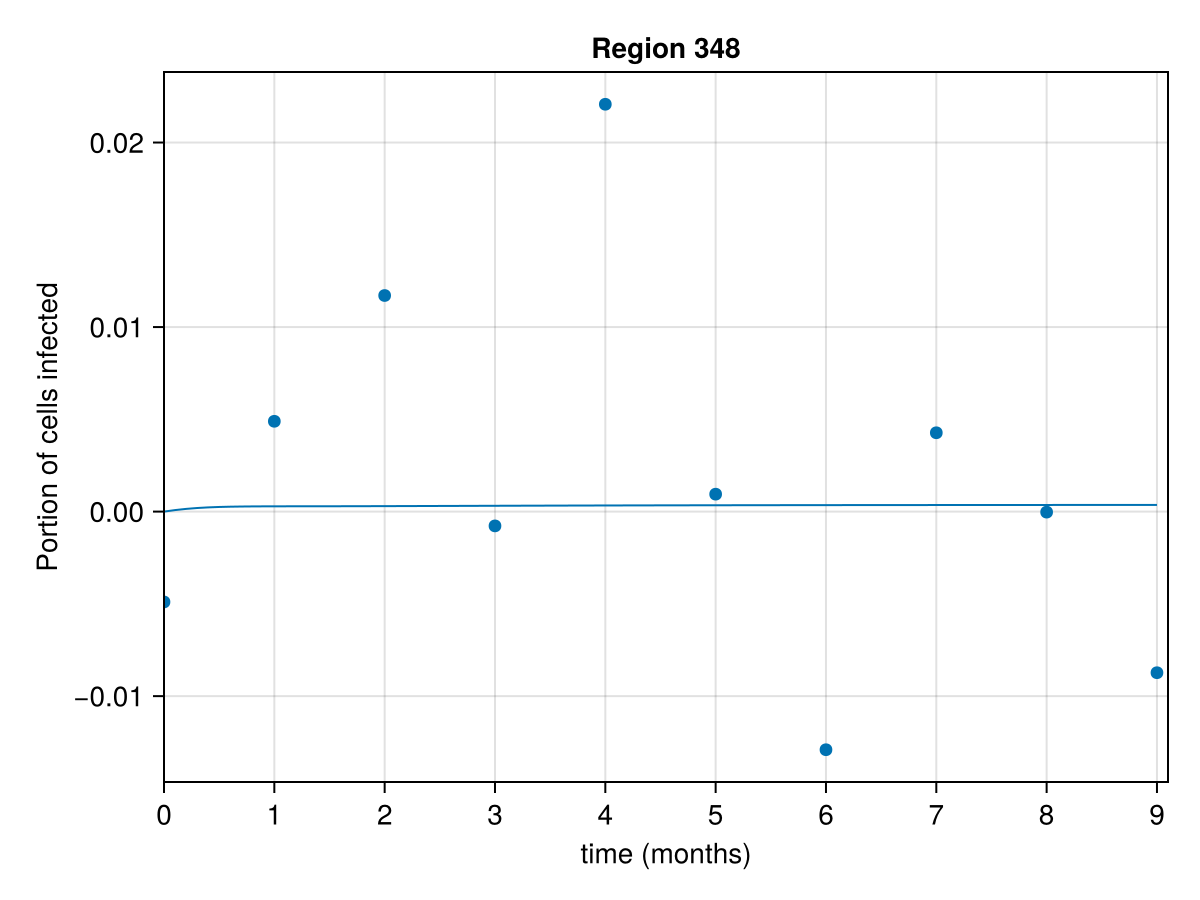 Region 348
0.02
0.01
0.00
−0.01
Portion of cells infected
0 1 2 3 4 5 6 7 8 9
time (months)